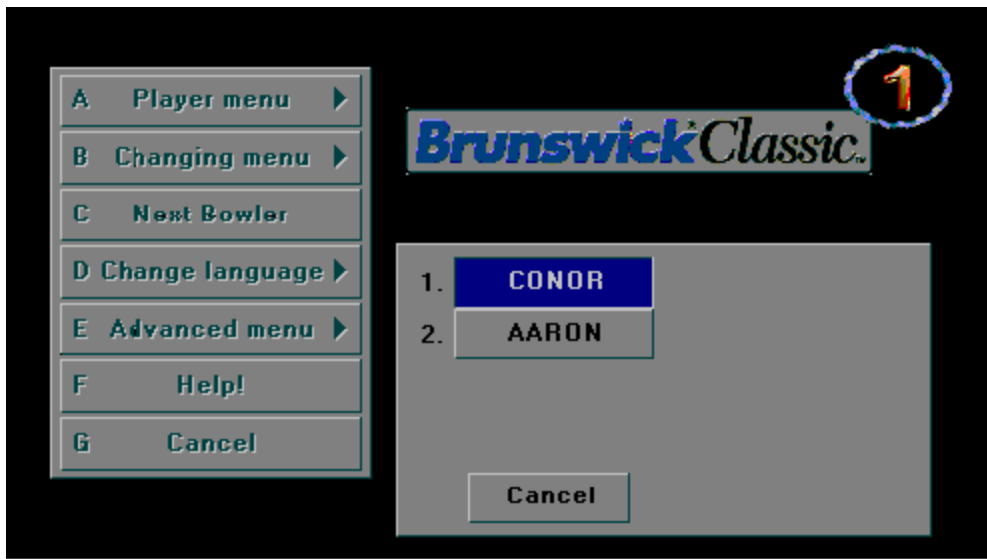 1
Brunswick Classic™
A Player menu
B Changing menu
C Next Bowler
D Change language
E Advanced menu
F Help!
G Cancel
1. CONOR
2. AARON
Cancel